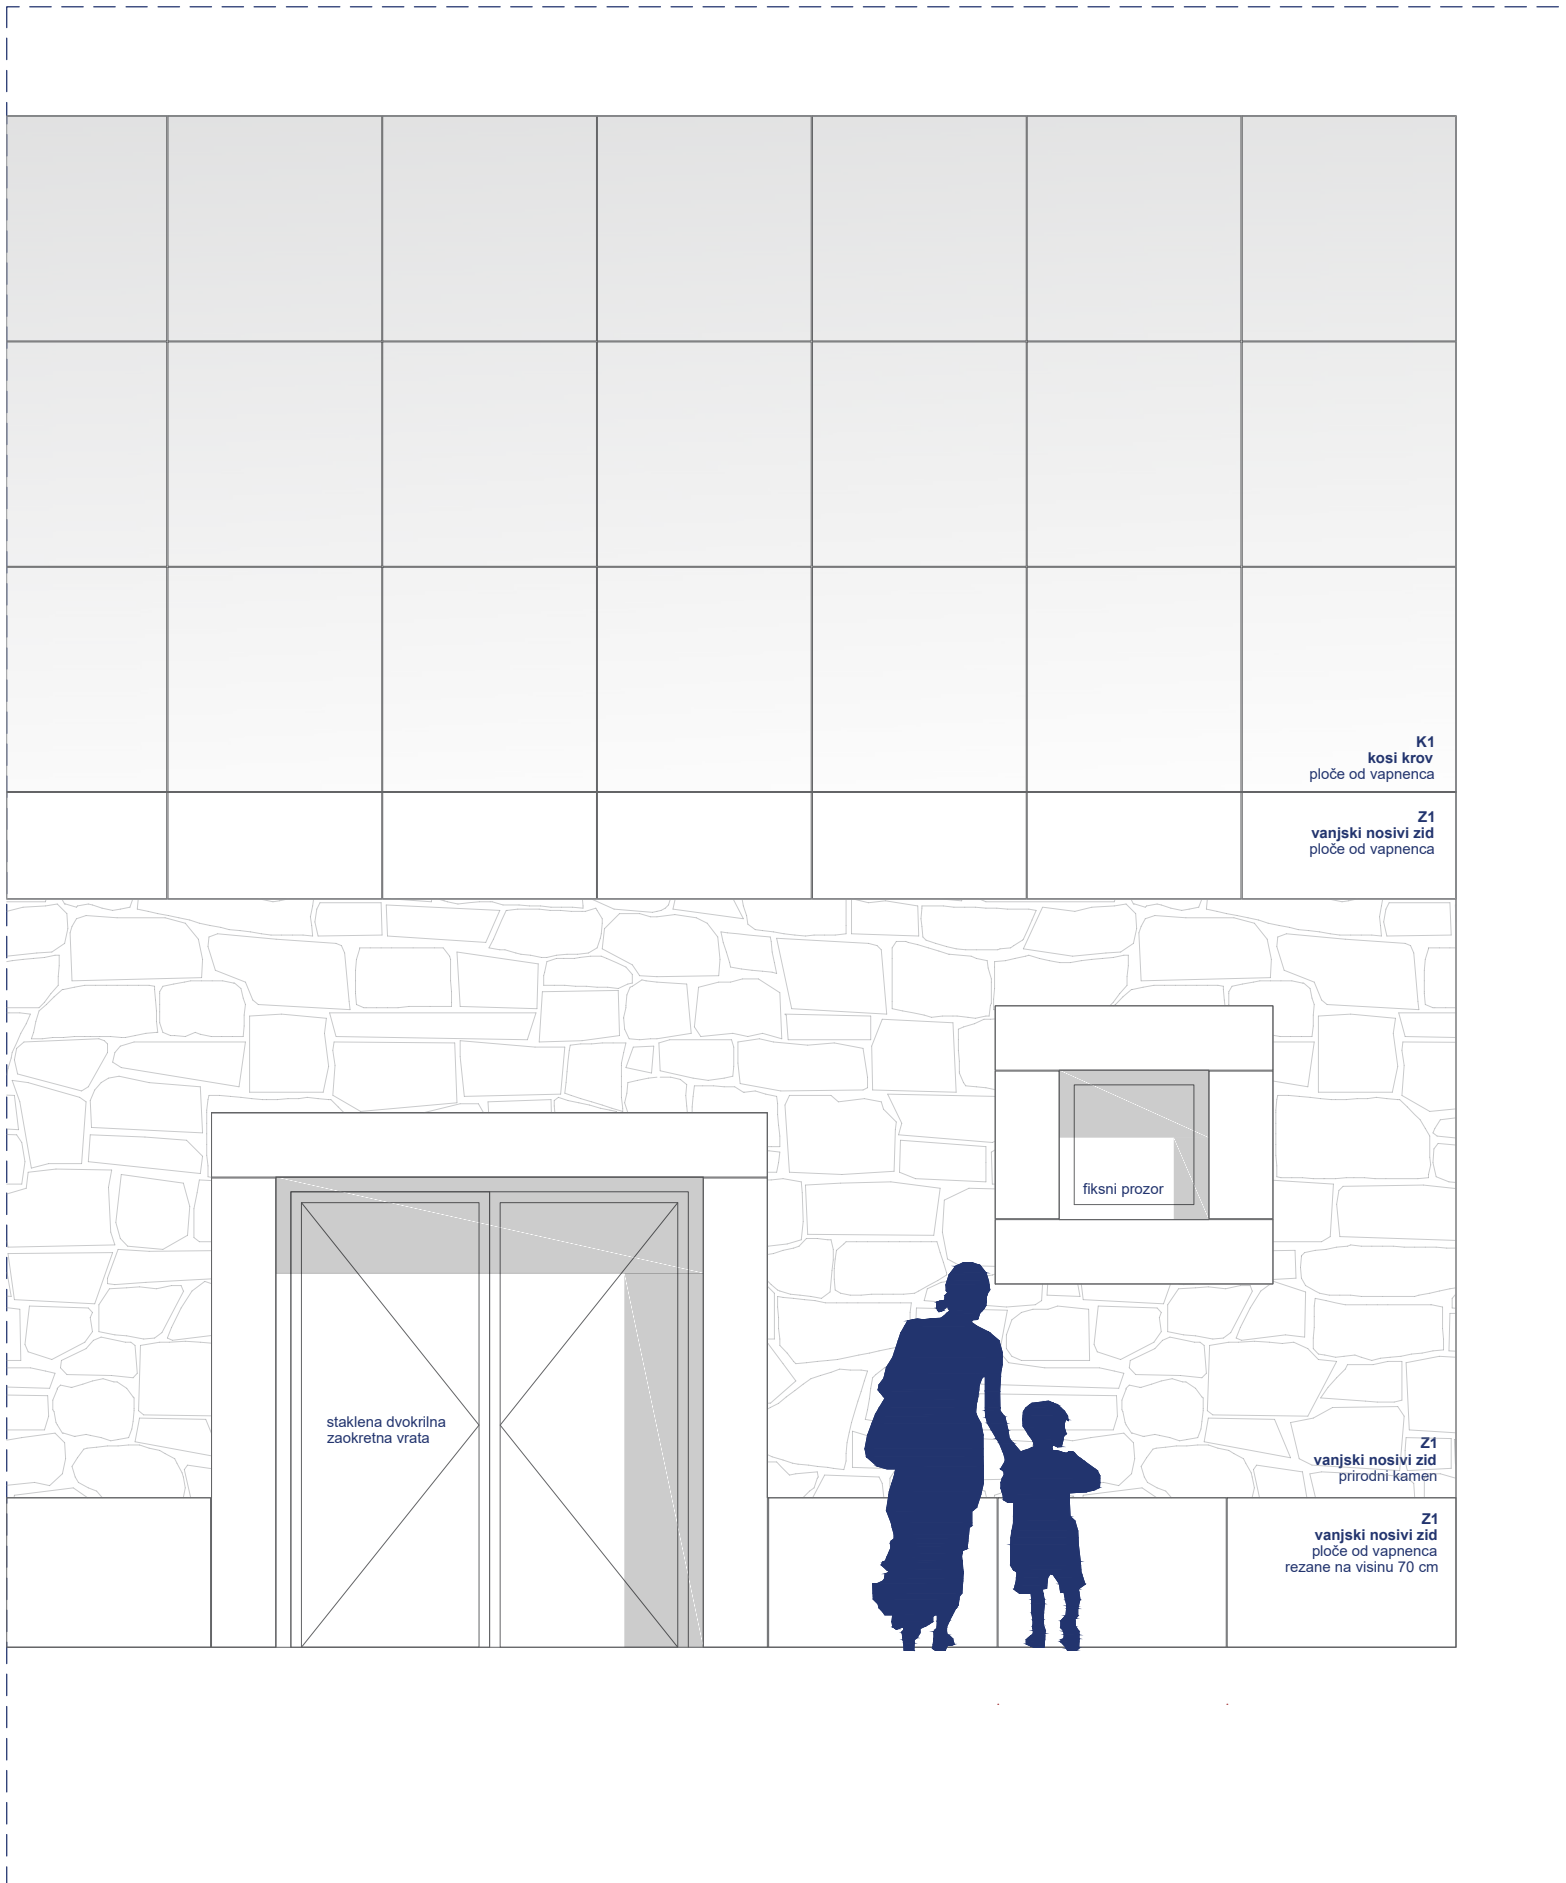 K1
kosi krov
ploče od vapnenca
Z1
vanjski nosivi zid
ploče od vapnenca
fiksni prozor
staklena dvokrilna
zaokretna vrata
Z1
vanjski nosivi zid
prirodni kamen
Z1
vanjski nosivi zid
ploče od vapnenca
rezane na visinu 70 cm